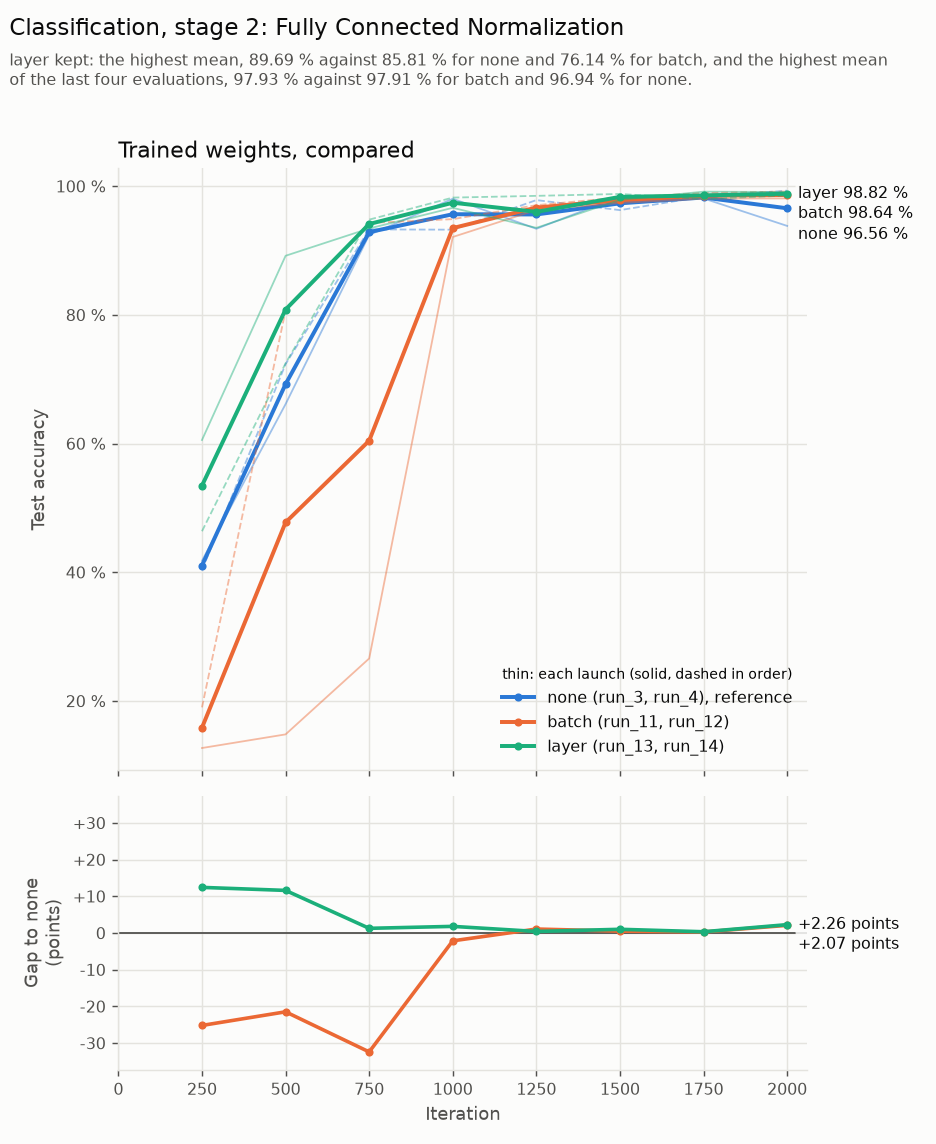 Classification, stage 2: Fully Connected Normalization
layer kept: the highest mean, 89.69 % against 85.81 % for none and 76.14 % for batch, and the highest mean
of the last four evaluations, 97.93 % against 97.91 % for batch and 96.94 % for none.
Trained weights, compared
100 %
80 %
60 %
40 %
20 %
Test accuracy
layer 98.82 %
batch 98.64 %
none 96.56 %
thin: each launch (solid, dashed in order)
none (run_3, run_4), reference
batch (run_11, run_12)
layer (run_13, run_14)
+30
+20
+10
0
-10
-20
-30
Gap to none
(points)
+2.26 points
+2.07 points
0 250 500 750 1000 1250 1500 1750 2000
Iteration